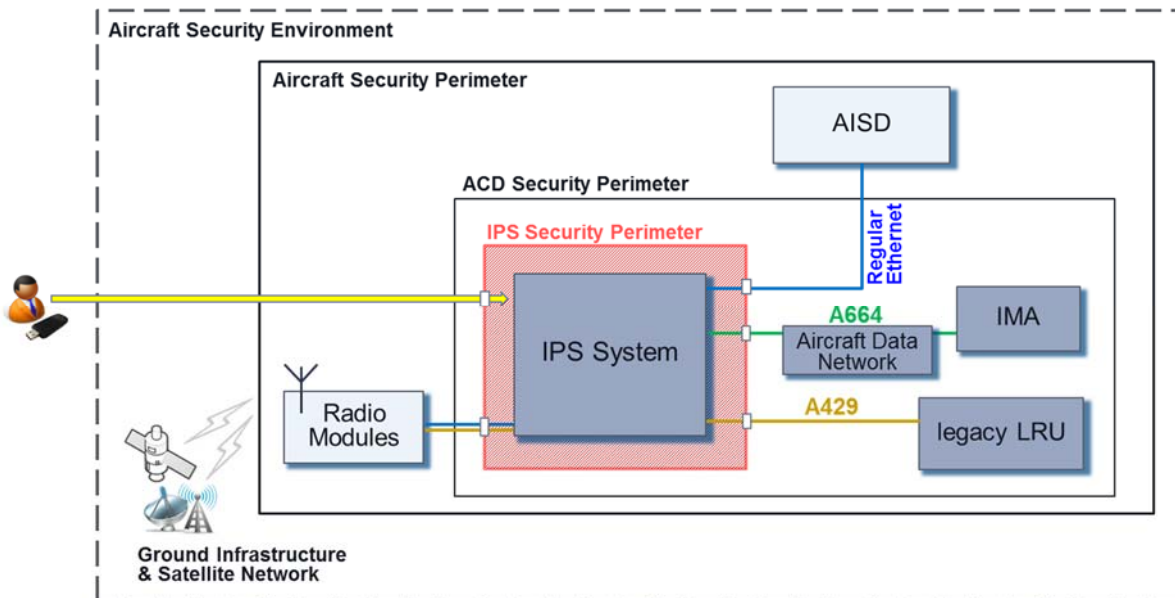 Aircraft Security Environment
Aircraft Security Perimeter
AISD
ACD Security Perimeter
IPS Security Perimeter
Regular
Ethernet
A664
IMA
Aircraft Data
Network
IPS System
A429
legacy LRU
Radio
Modules
Ground Infrastructure
& Satellite Network